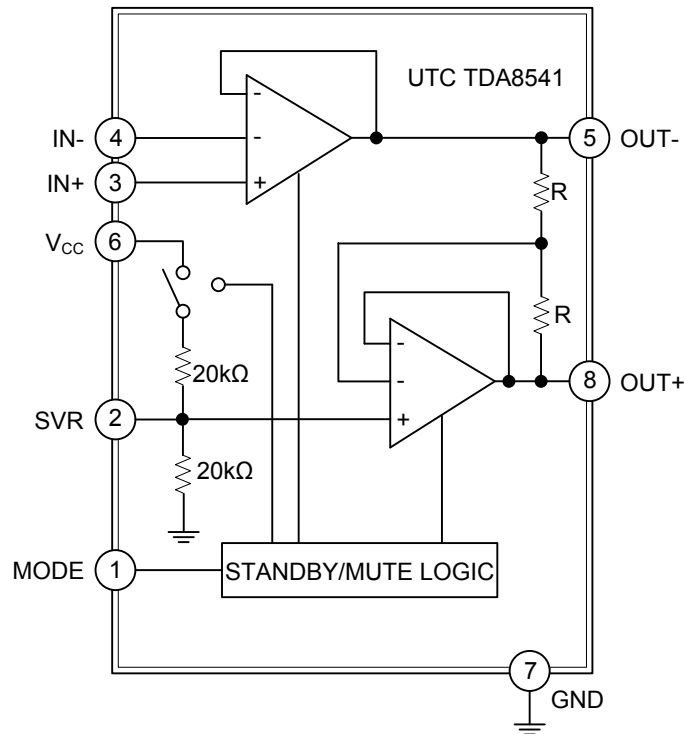 UTC TDA8541
-
IN- 4 - 5 OUT-
IN+ 3 +
R
VCC 6
R
-
- 8 OUT+
20kΩ
SVR 2 +
20kΩ
MODE 1 STANDBY/MUTE LOGIC
7
GND